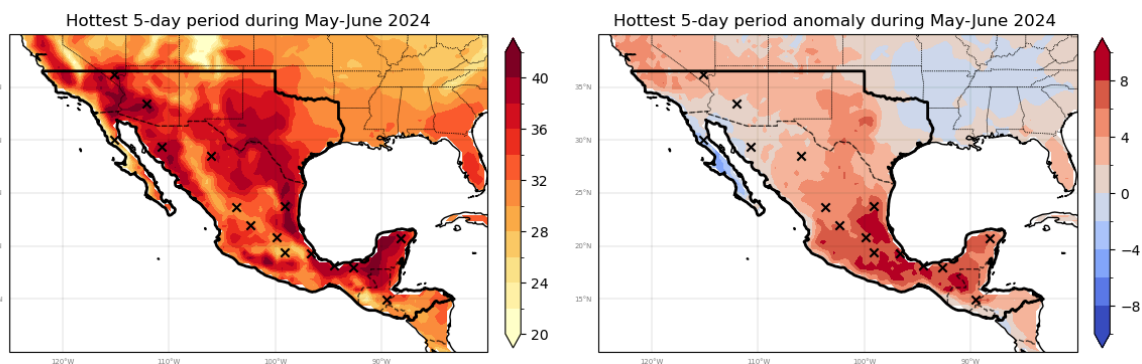 Hottest 5-day period during May-June 2024
Hottest 5-day period anomaly during May-June 2024
40
36
32
28
24
20
120°W
110°W
100°W
90°W
35°N
30°N
25°N
20°N
15°N
120°W
110°W
100°W
90°W
8
4
0
−4
−8